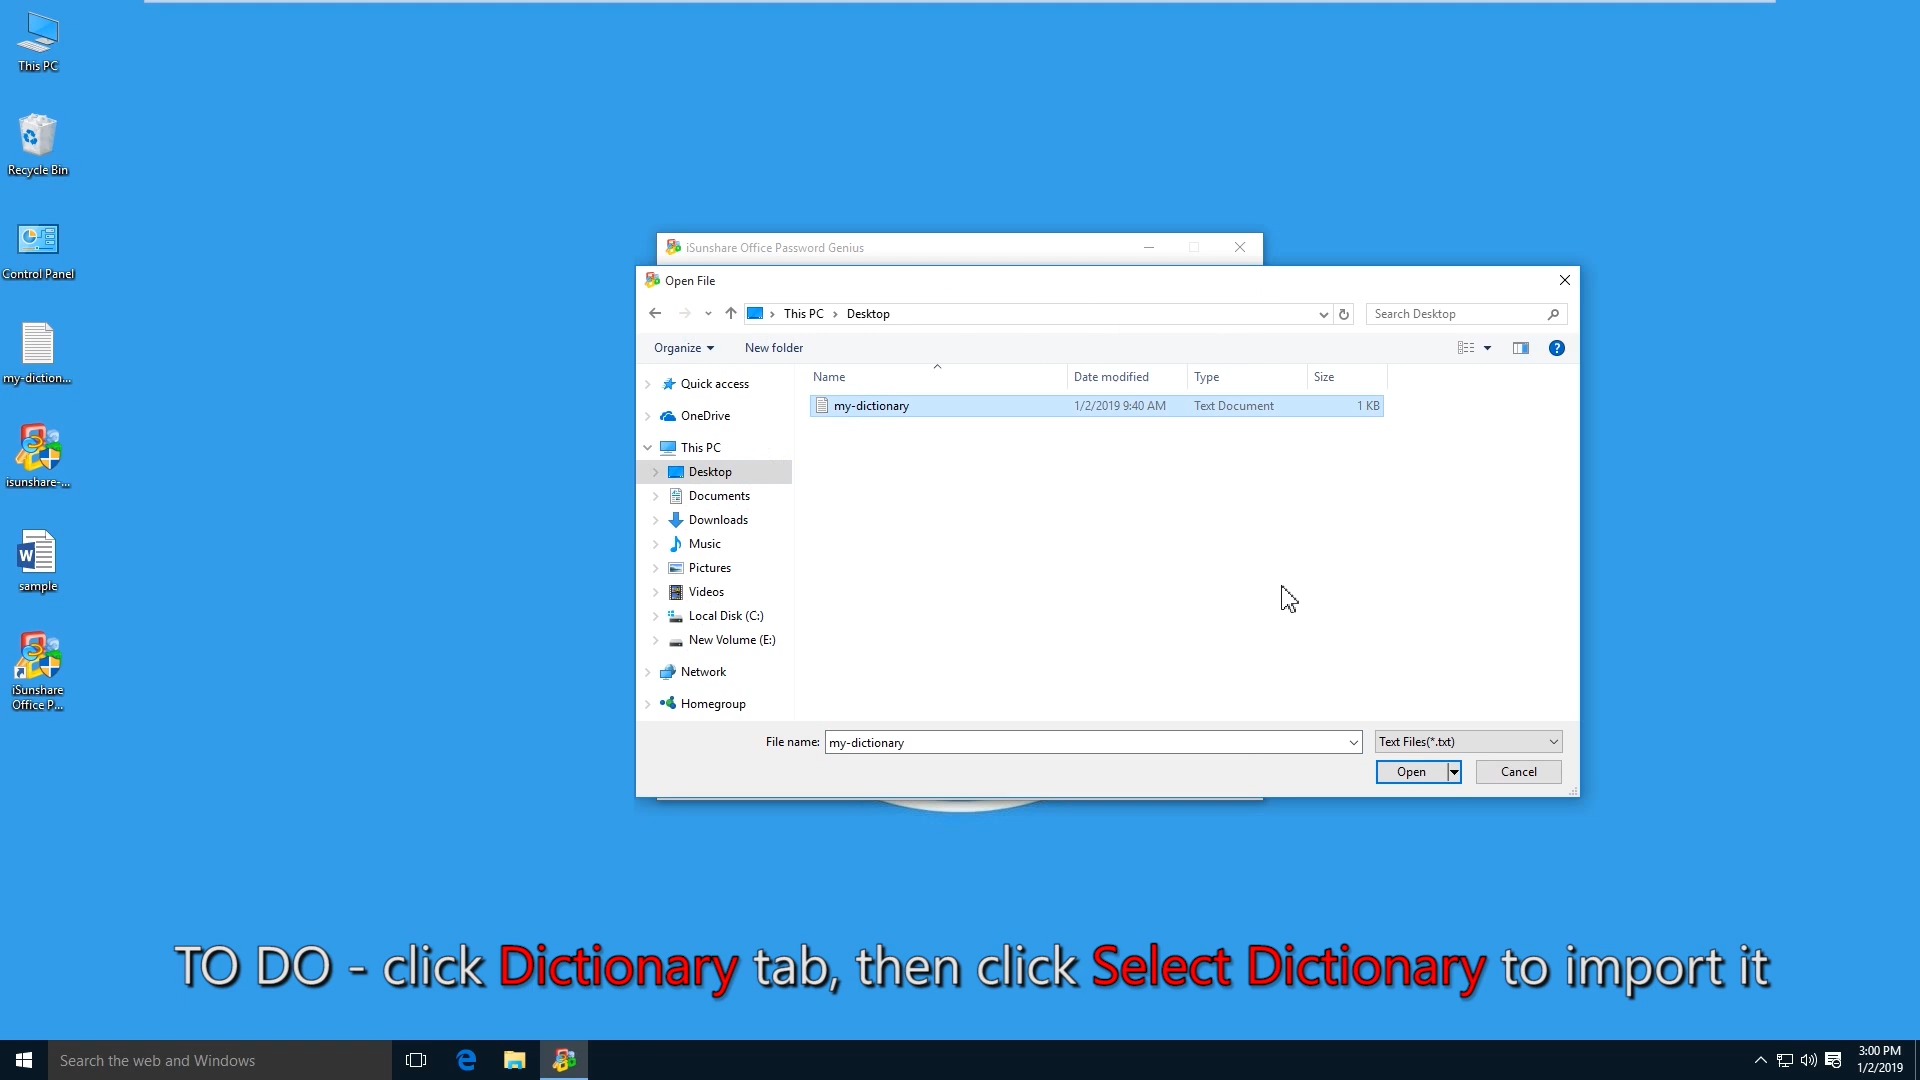 This PC
Recycle Bin
Control Panel
my-diction...
isunshare-...
sample
iSunshare
Office P...
iSunshare Office Password Genius
Open File
This PC
Desktop
Search Desktop
Organize
New folder
Name
Date modified
Type
Size
my-dictionary
1/2/2019 9:40 AM
Text Document
1 KB
Quick access
OneDrive
This PC
Desktop
Documents
Downloads
Music
Pictures
Videos
Local Disk (C:)
New Volume (E:)
Network
Homegroup
File name:
my-dictionary
Text Files(*.txt)
Open
Cancel
TO DO - click Dictionary tab, then click Select Dictionary to import it
Search the web and Windows
3:00 PM
1/2/2019